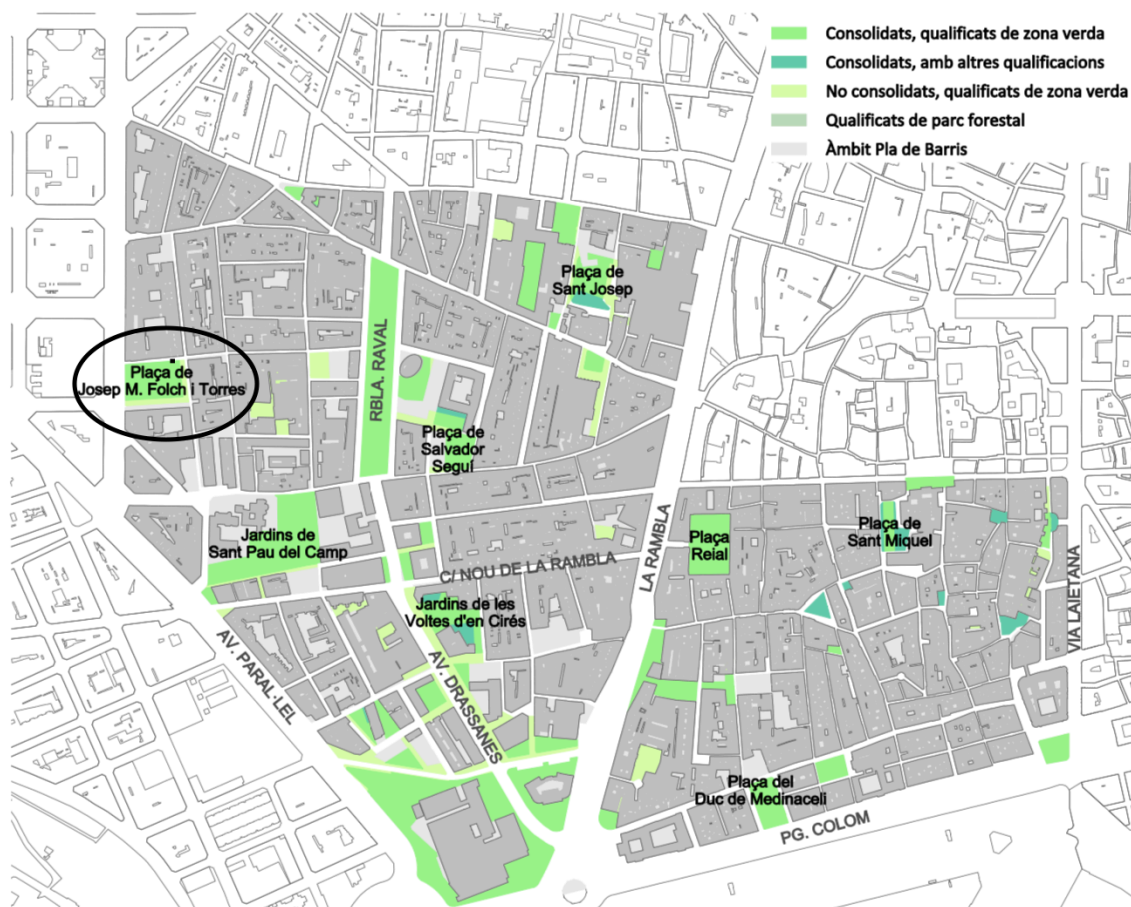 Consolidats, qualificats de zona verda
Consolidats, amb altres qualificacions
No consolidats, qualificats de zona verda
Qualificats de parc forestal
Àmbit Pla de Barris
Plaça de
Sant Josep
RBLA. RAVAL
Plaça de
Josep M. Folch i Torres
Plaça de
Salvador
Seguí
Jardins de
Sant Pau del Camp
C/ NOU DE LA RAMBLA
LA RAMBLA
Plaça
Reial
Plaça de
Sant Miquel
VIA LAIETANA
Jardins de les
Voltes d'en Cirés
AV. PARAL·LEL
AV. DRASSANES
Plaça del
Duc de Medinaceli
PG. COLOM